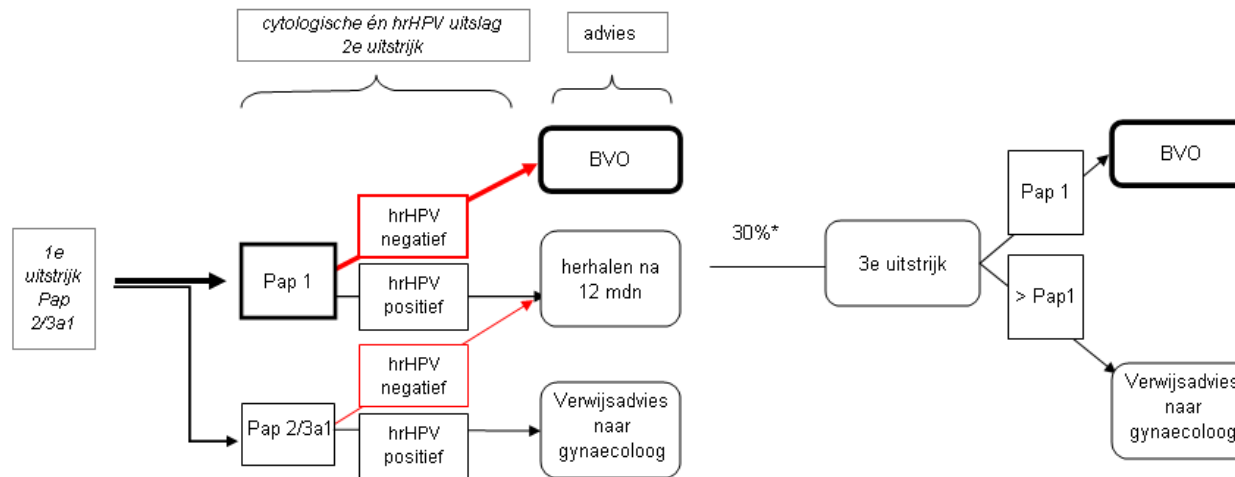 cytologische én hrHPV uitslag
2e uitstrijk
advies
BVO
hrHPV
negatief
1e
uitstrijk
Pap
2/3a1
Pap 1
hrHPV
positief
herhalen na
12 mdn
hrHPV
negatief
Pap 2/3a1
hrHPV
positief
Verwijsadvies
naar
gynaecoloog
30%*
3e uitstrijk
Pap 1
> Pap1
BVO
Verwijsadvies
naar
gynaecoloog